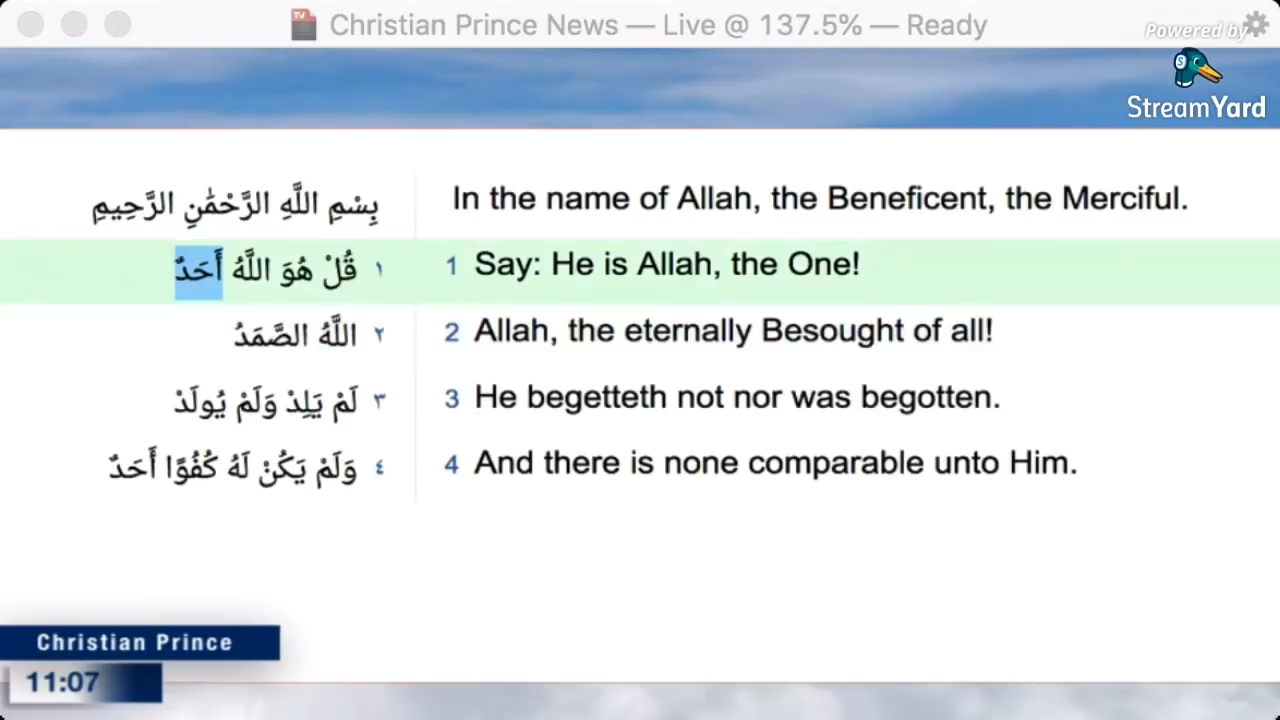 Christian Prince News — Live @ 137.5% — Ready
Powered by
StreamYard
بِسْمِ اللَّهِ الرَّحْمَٰنِ الرَّحِيمِ
In the name of Allah, the Beneficent, the Merciful.
١ قُلْ هُوَ اللَّهُ أَحَدٌ
1 Say: He is Allah, the One!
٢ اللَّهُ الصَّمَدُ
2 Allah, the eternally Besought of all!
٣ لَمْ يَلِدْ وَلَمْ يُولَدْ
3 He begetteth not nor was begotten.
٤ وَلَمْ يَكُنْ لَهُ كُفُوًا أَحَدٌ
4 And there is none comparable unto Him.
Christian Prince
11:07